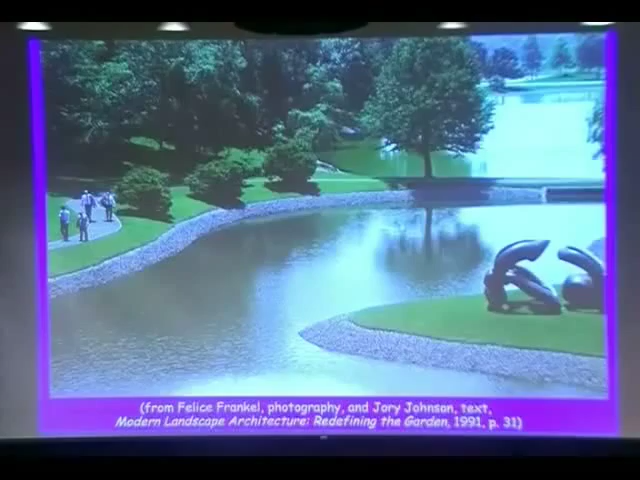 (from Felice Frankel, photography, and Jory Johnson, text,
Modern Landscape Architecture: Redefining the Garden, 1991, p. 31)